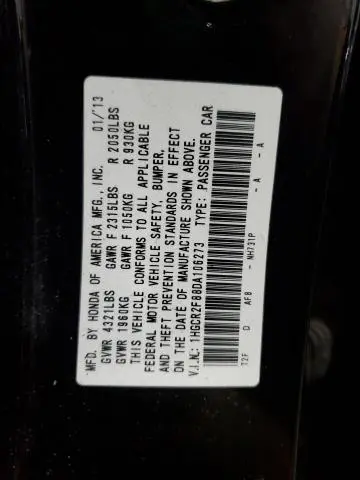 MFD. BY HONDA OF AMERICA MFG., INC. 01/13
GVWR 4321LBS GAWR F 2315LBS R 2050LBS
GVWR 1960KG GAWR F 1050KG R 930KG
THIS VEHICLE CONFORMS TO ALL APPLICABLE
FEDERAL MOTOR VEHICLE SAFETY, BUMPER,
AND THEFT PREVENTION STANDARDS IN EFFECT
ON THE DATE OF MANUFACTURE SHOWN ABOVE.
V.I.N.: 1HGCR2F88DA106273 TYPE: PASSENGER CAR
T2F D AF8 - NH731P - A - A